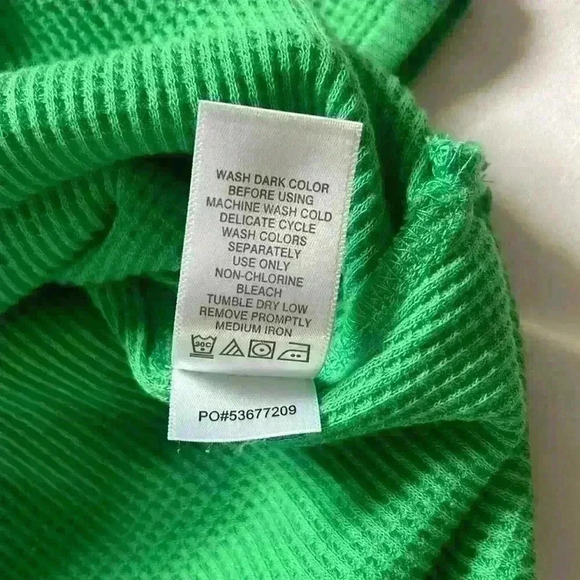 WASH DARK COLOR
BEFORE USING
MACHINE WASH COLD
DELICATE CYCLE
WASH COLORS
SEPARATELY
USE ONLY
NON-CHLORINE
BLEACH
TUMBLE DRY LOW
REMOVE PROMPTLY
MEDIUM IRON
30C
PO#53677209